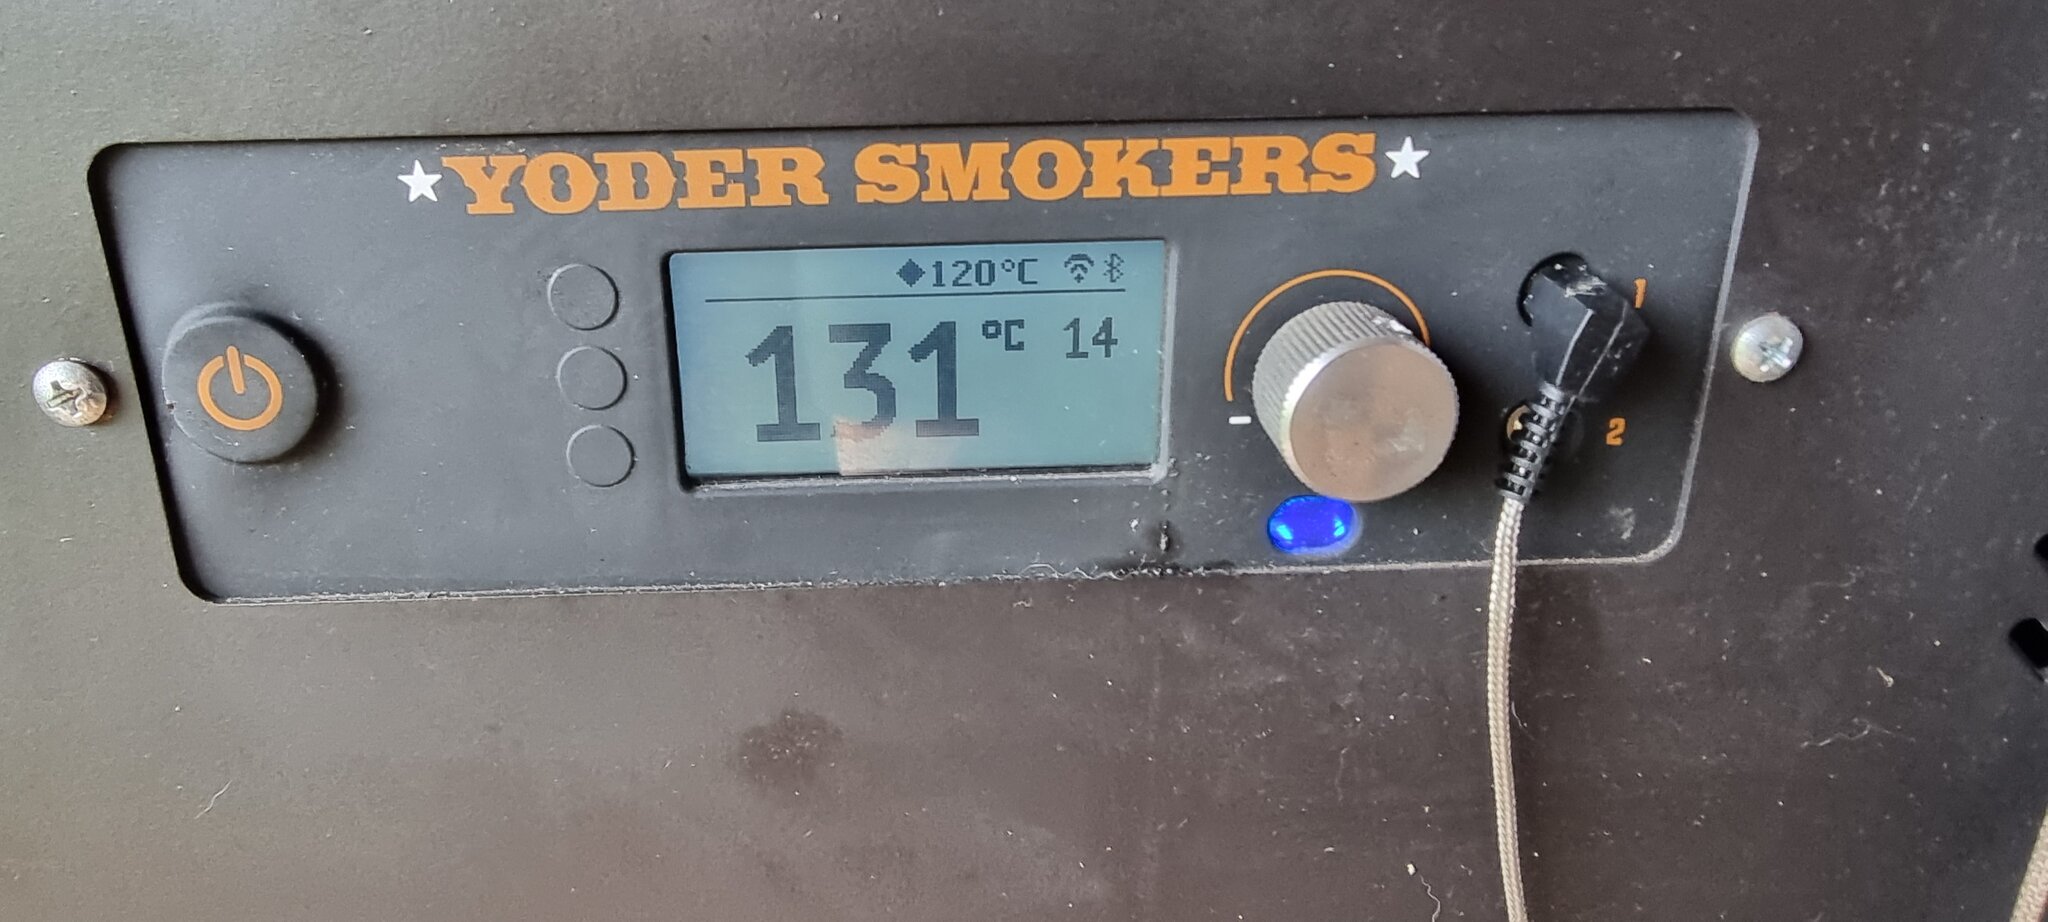 ★YODER SMOKERS★
◆120°C
131°C 14
1
-
2